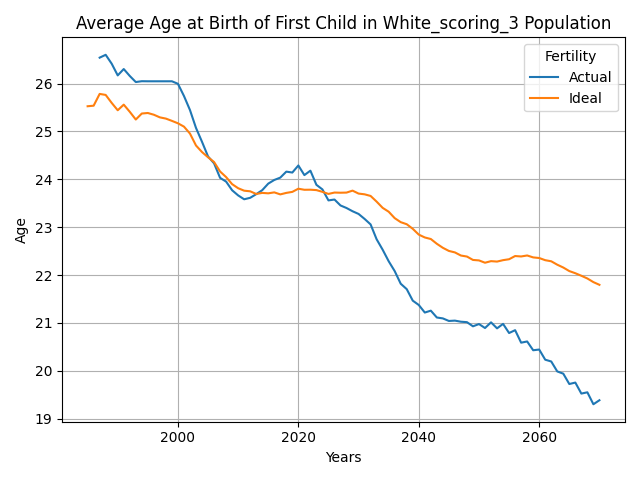 Average Age at Birth of First Child in White_scoring_3 Population
Fertility
Actual
Ideal
Age
26
25
24
23
22
21
20
19
2000 2020 2040 2060
Years